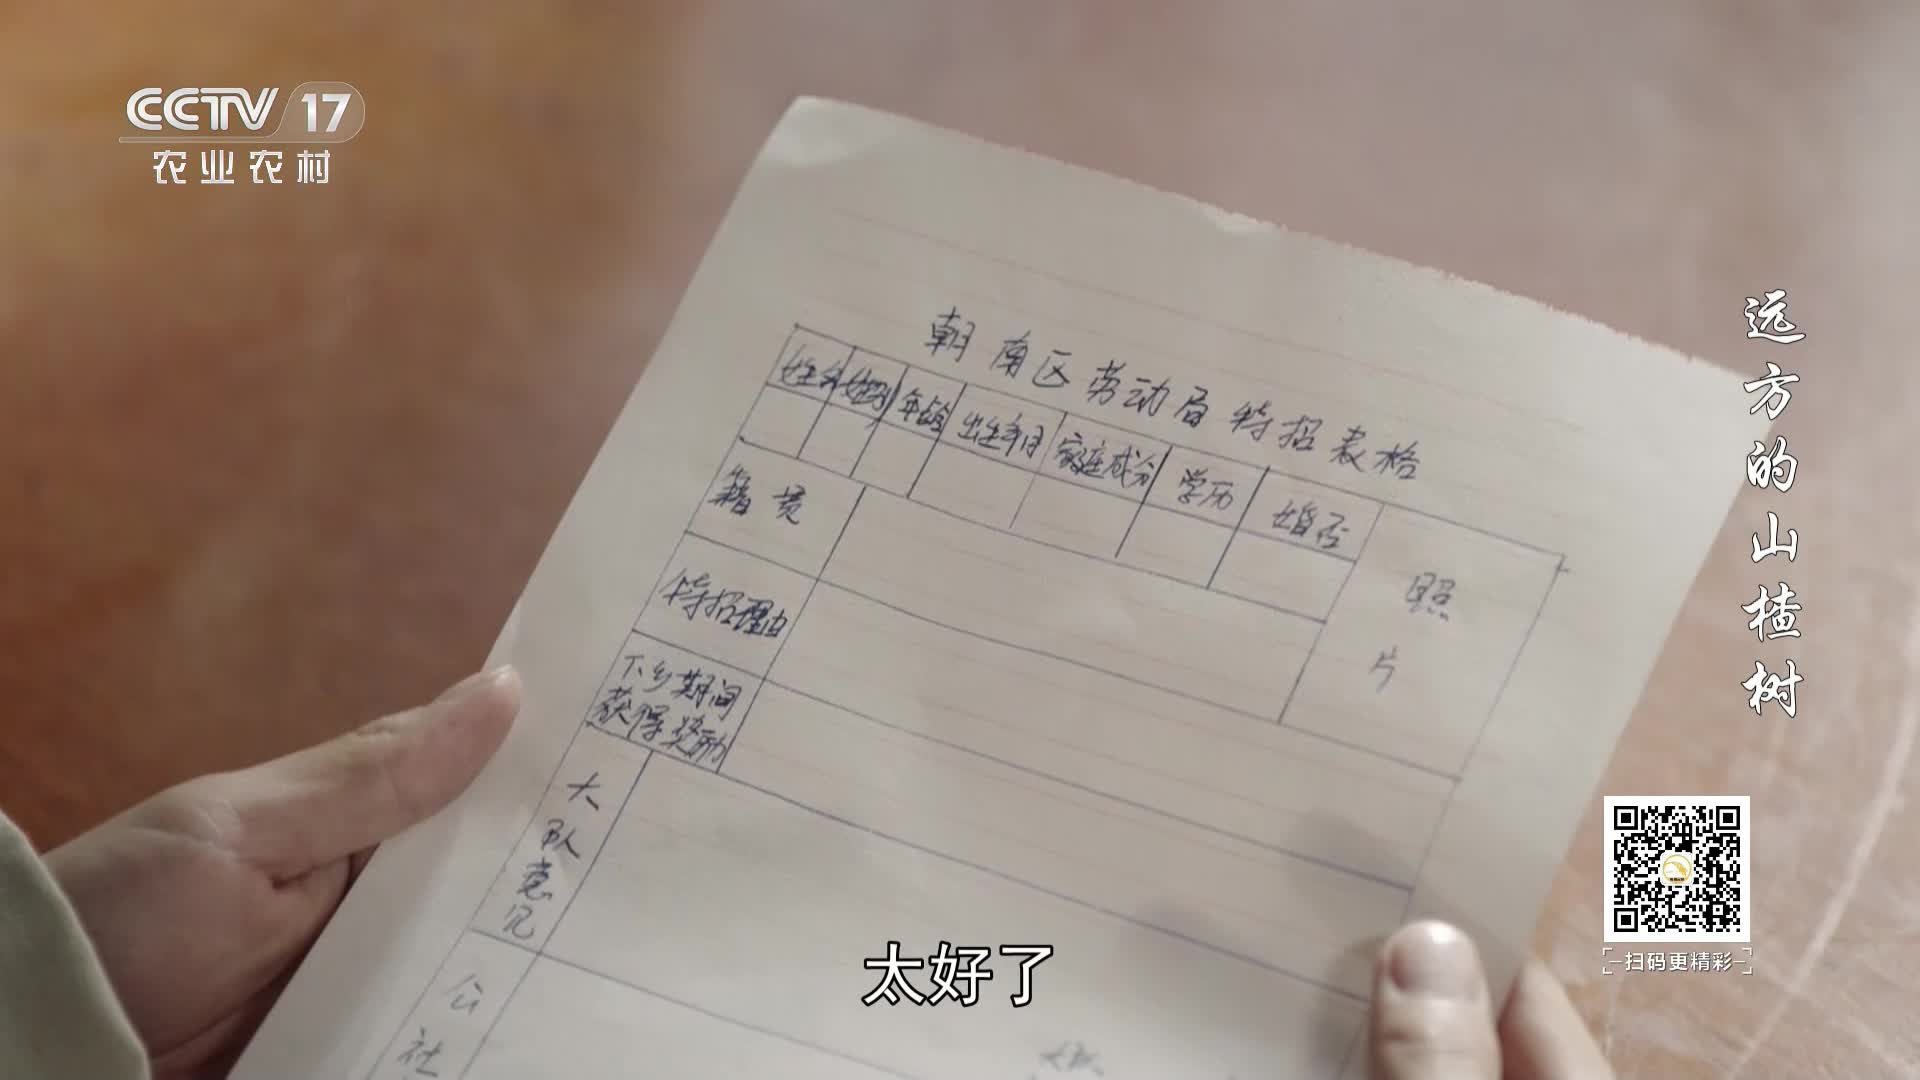 CCTV 17
农业农村
远方的山楂树
朝南区劳动局特招表格
姓名 性别 年龄 出生年月 家庭成分 学历 婚否
照片
籍贯
特招理由
下乡期间
获得奖励
大队意见
公社
太好了
扫码更精彩